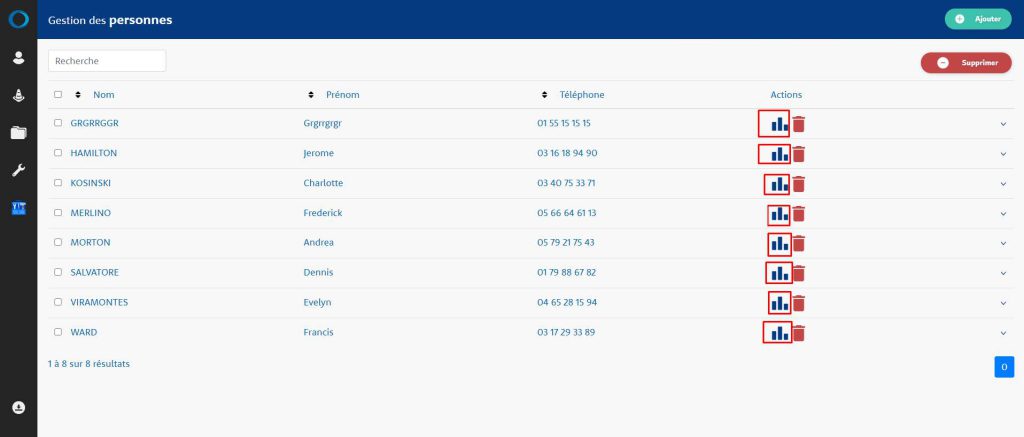 Gestion des personnes
Ajouter
Recherche
Supprimer
Nom Prénom Téléphone Actions
GRGRRGGR Grgrrgrgr 01 55 15 15 15
HAMILTON Jerome 03 16 18 94 90
KOSINSKI Charlotte 03 40 75 33 71
MERLINO Frederick 05 66 64 61 13
MORTON Andrea 05 79 21 75 43
SALVATORE Dennis 01 79 88 67 82
VIRAMONTES Evelyn 04 65 28 15 94
WARD Francis 03 17 29 33 89
1 à 8 sur 8 résultats
0